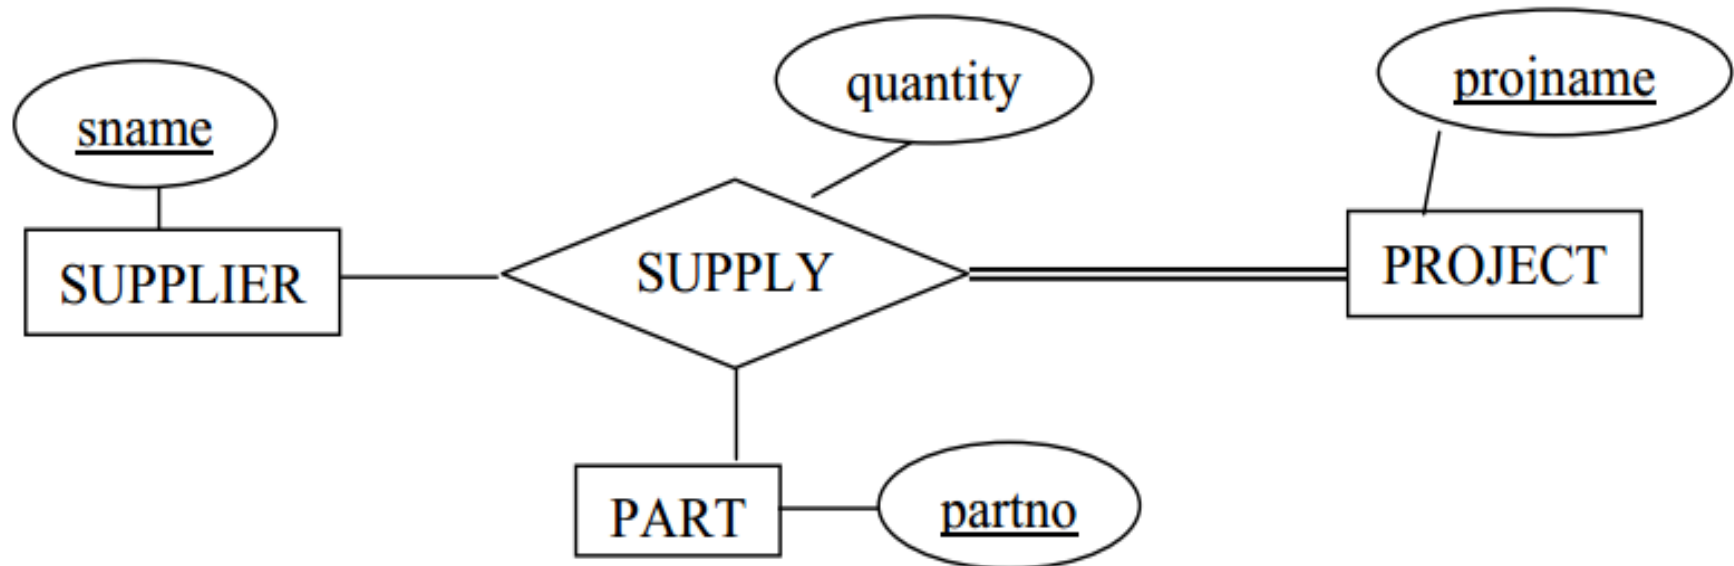 quantity
projname
sname
SUPPLIER
SUPPLY
PROJECT
PART
partno